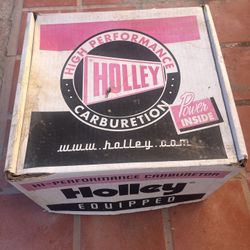 HIGH PERFORMANCE
HOLLEY
CARBURETION
Power
INSIDE
www.holley.com
HI-PERFORMANCE CARBURETOR
Holley
EQUIPPED